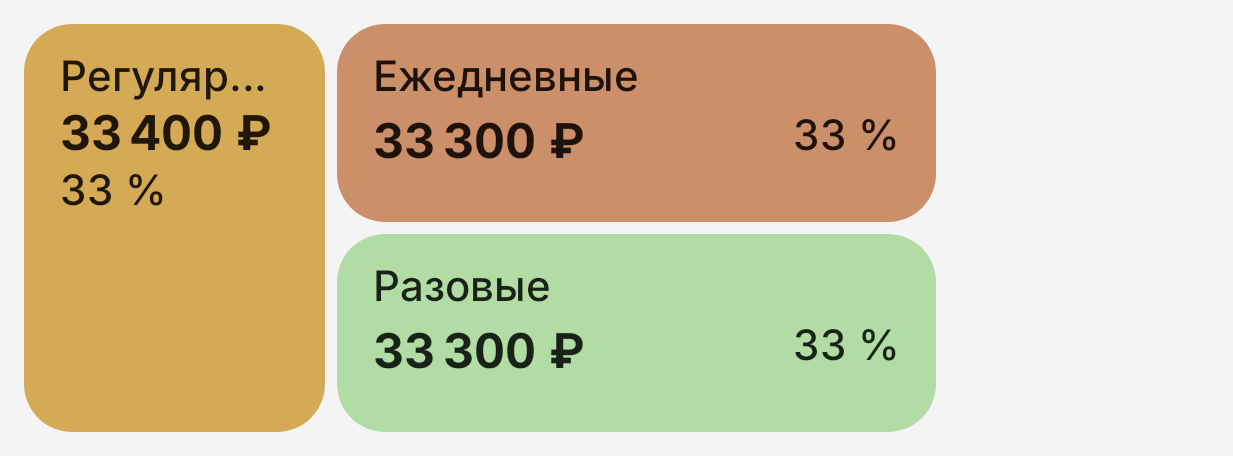 Регуляр...
33 400 ₽
33 %
Ежедневные
33 300 ₽ 33 %
Разовые
33 300 ₽ 33 %